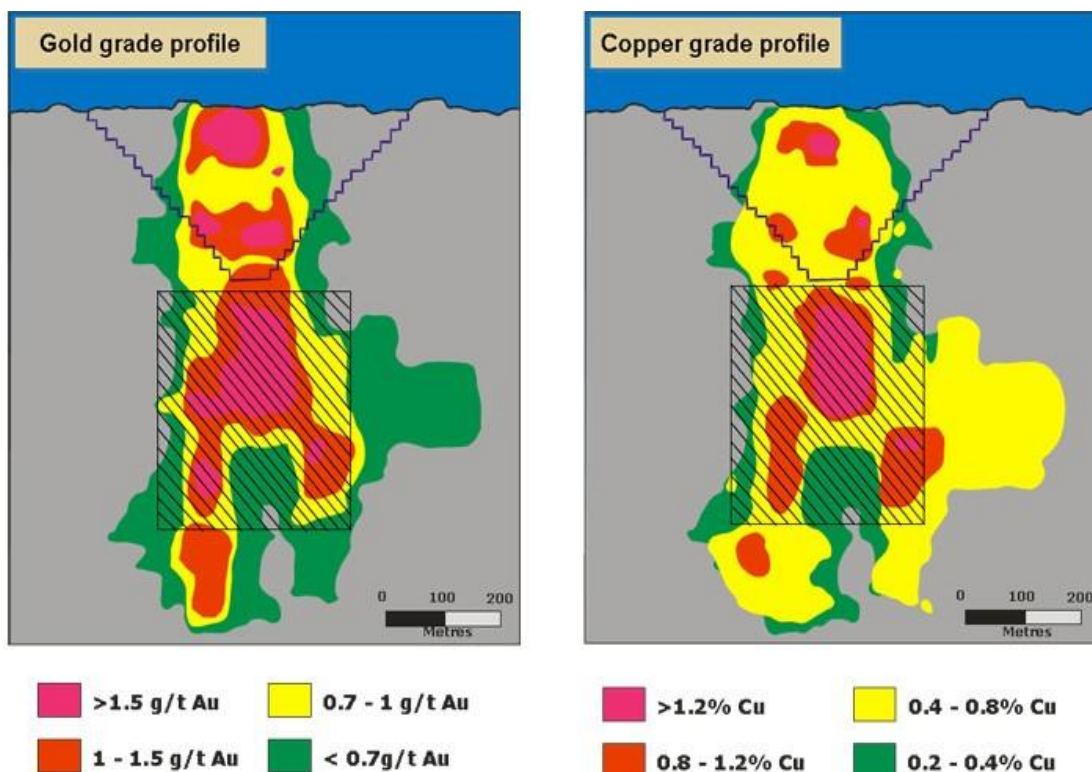 Gold grade profile
0 100 200
Metres
>1.5 g/t Au
0.7 - 1 g/t Au
1 - 1.5 g/t Au
< 0.7g/t Au
Copper grade profile
0 100 200
Metres
>1.2% Cu
0.4 - 0.8% Cu
0.8 - 1.2% Cu
0.2 - 0.4% Cu